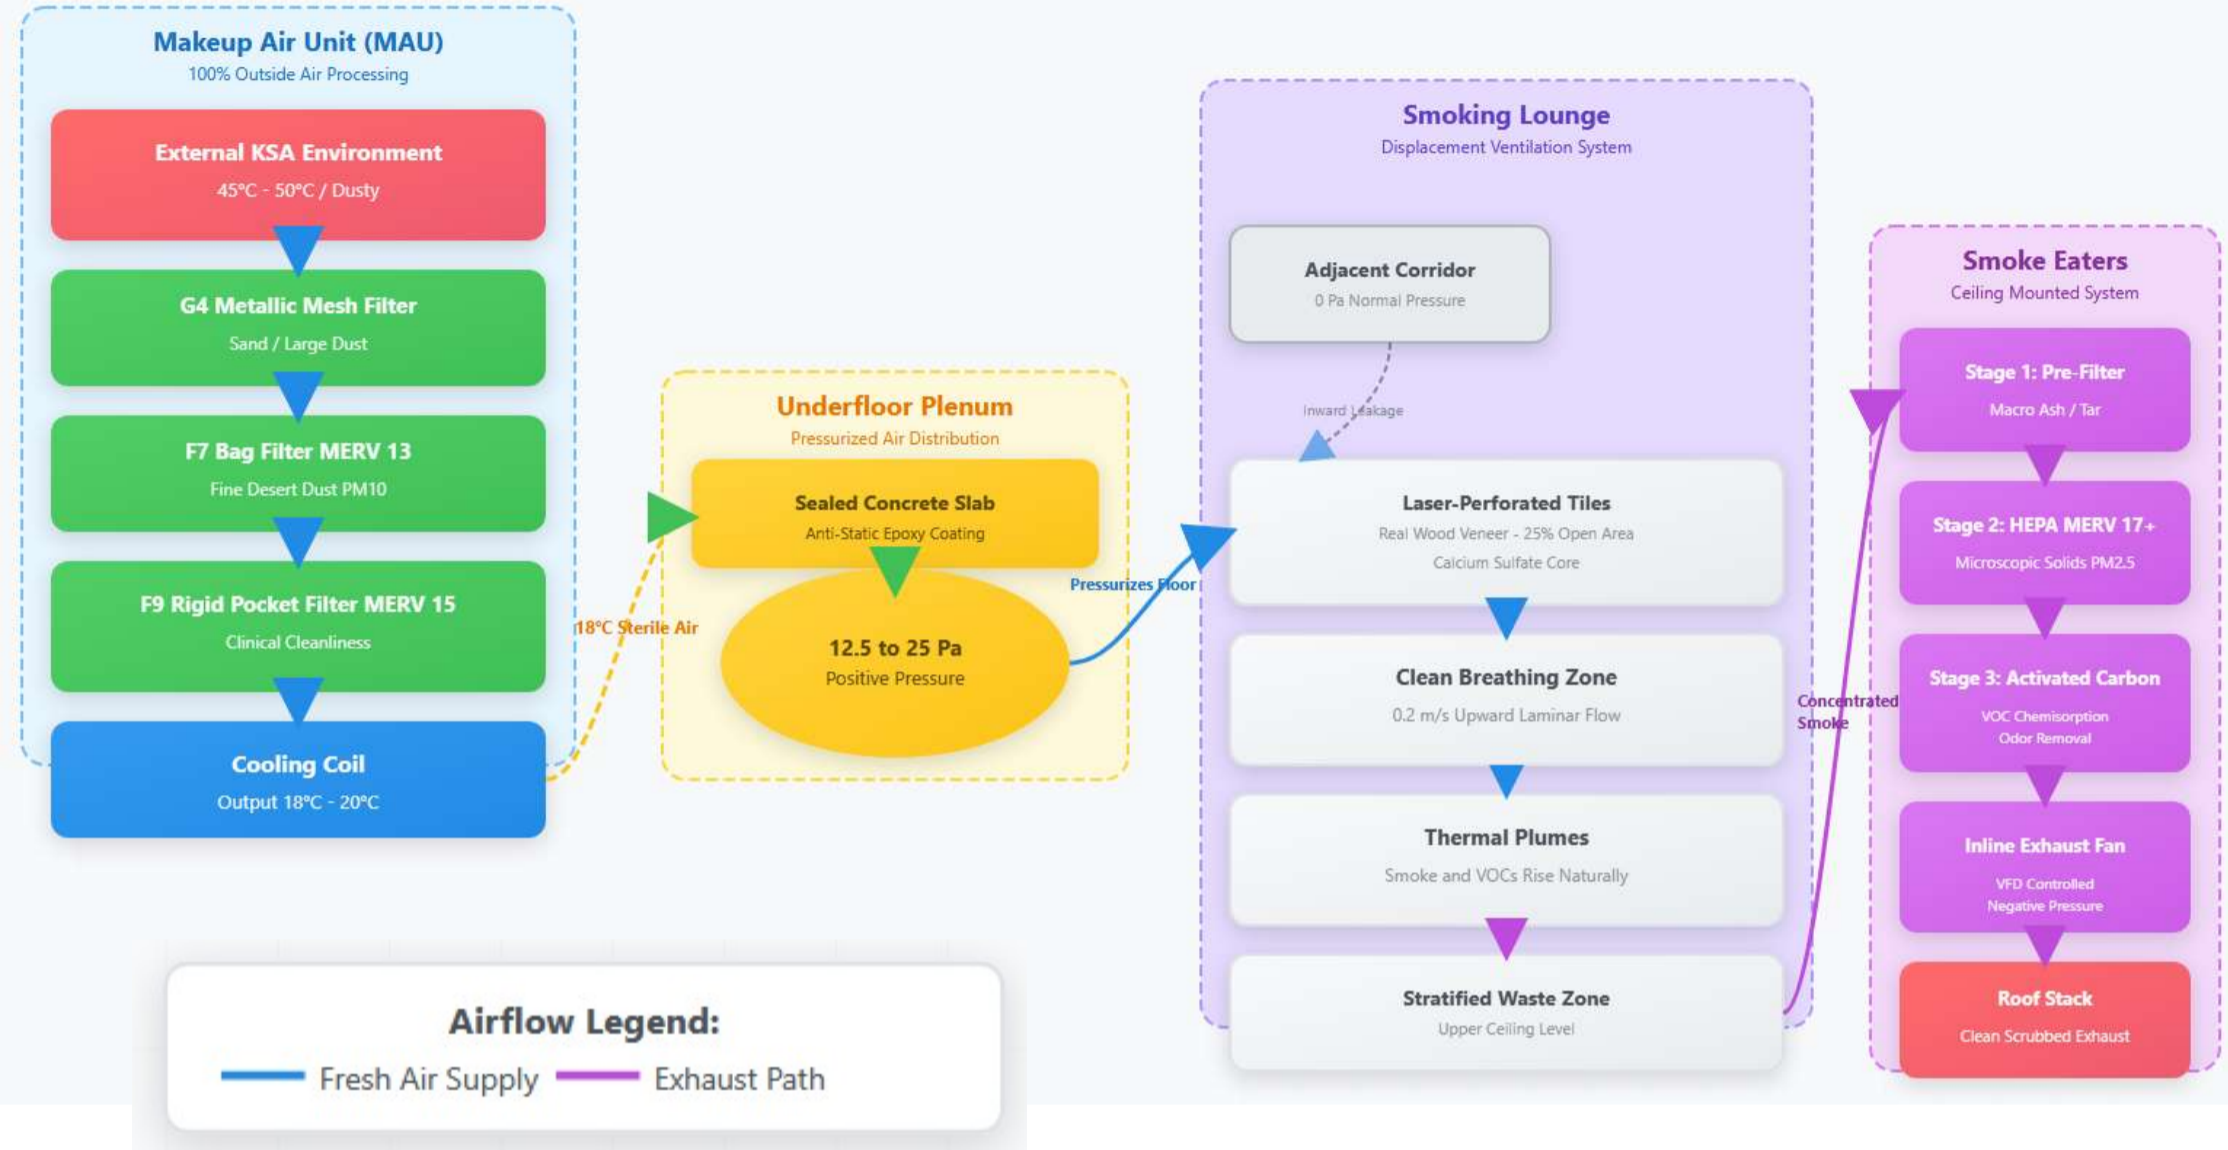 Makeup Air Unit (MAU)
100% Outside Air Processing
External KSA Environment
45°C - 50°C / Dusty
G4 Metallic Mesh Filter
Sand / Large Dust
F7 Bag Filter MERV 13
Fine Desert Dust PM10
F9 Rigid Pocket Filter MERV 15
Clinical Cleanliness
Cooling Coil
Output 18°C - 20°C
18°C Sterile Air
Underfloor Plenum
Pressurized Air Distribution
Sealed Concrete Slab
Anti-Static Epoxy Coating
12.5 to 25 Pa
Positive Pressure
Pressurizes Floor
Smoking Lounge
Displacement Ventilation System
Adjacent Corridor
0 Pa Normal Pressure
Inward Leakage
Laser-Perforated Tiles
Real Wood Veneer - 25% Open Area
Calcium Sulfate Core
Clean Breathing Zone
0.2 m/s Upward Laminar Flow
Thermal Plumes
Smoke and VOCs Rise Naturally
Stratified Waste Zone
Upper Ceiling Level
Concentrated
Smoke
Smoke Eaters
Ceiling Mounted System
Stage 1: Pre-Filter
Macro Ash / Tar
Stage 2: HEPA MERV 17+
Microscopic Solids PM2.5
Stage 3: Activated Carbon
VOC Chemisorption
Odor Removal
Inline Exhaust Fan
VFD Controlled
Negative Pressure
Roof Stack
Clean Scrubbed Exhaust
Airflow Legend:
Fresh Air Supply
Exhaust Path